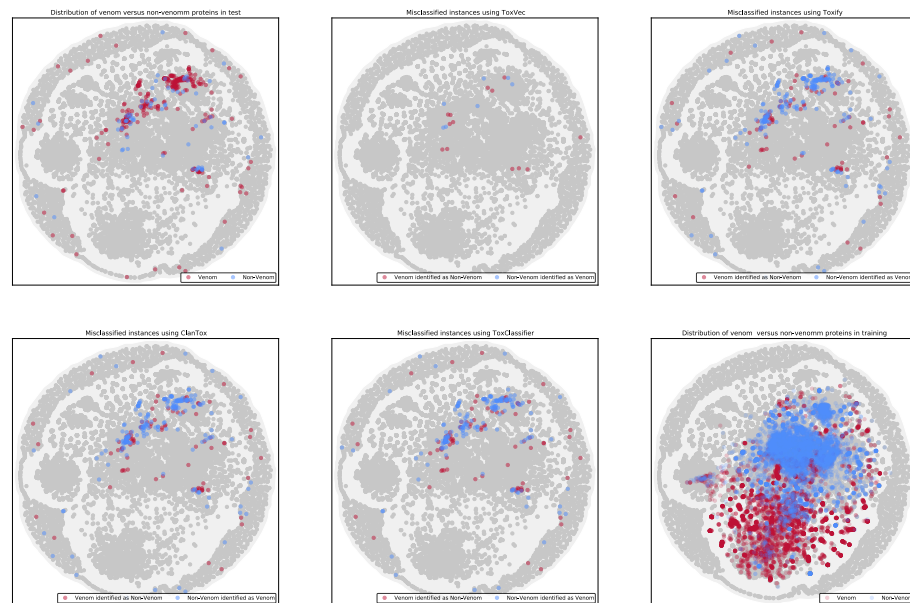 Distribution of venom versus non-venomm proteins in test
Misclassified instances using ToxVec
Misclassified instances using Toxify
Venom Non-Venom
Venom identified as Non-Venom Non-Venom identified as Venom
Venom identified as Non-Venom Non-Venom identified as Venom
Misclassified instances using ClanTox
Misclassified instances using ToxClassifier
Distribution of venom versus non-venomm proteins in training
Venom identified as Non-Venom Non-Venom identified as Venom
Venom identified as Non-Venom Non-Venom identified as Venom
Venom Non-Venom